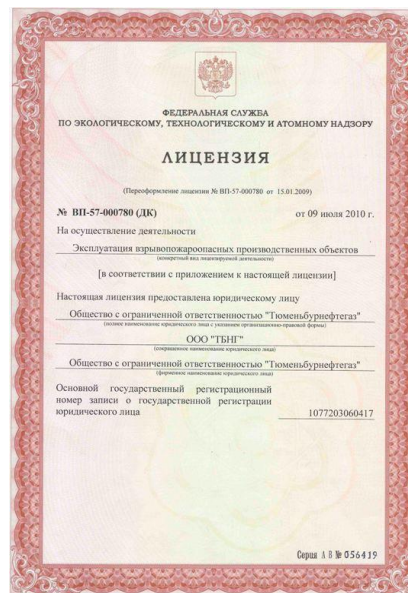 ФЕДЕРАЛЬНАЯ СЛУЖБА
ПО ЭКОЛОГИЧЕСКОМУ, ТЕХНОЛОГИЧЕСКОМУ И АТОМНОМУ НАДЗОРУ
ЛИЦЕНЗИЯ
(Переоформление лицензии № ВП-57-000780 от 15.01.2009)
№ ВП-57-000780 (ДК) от 09 июля 2010 г.
На осуществление деятельности
Эксплуатация взрывопожароопасных производственных объектов
(конкретный вид лицензируемой деятельности)
[в соответствии с приложением к настоящей лицензии]
Настоящая лицензия предоставлена юридическому лицу
Общество с ограниченной ответственностью "Тюменьбурнефтегаз"
(полное наименование юридического лица с указанием организационно-правовой формы)
ООО "ТБНГ"
(сокращенное наименование юридического лица)
Общество с ограниченной ответственностью "Тюменьбурнефтегаз"
(фирменное наименование юридического лица)
Основной государственный регистрационный
номер записи о государственной регистрации
юридического лица 1077203060417
Серия А В № 056419